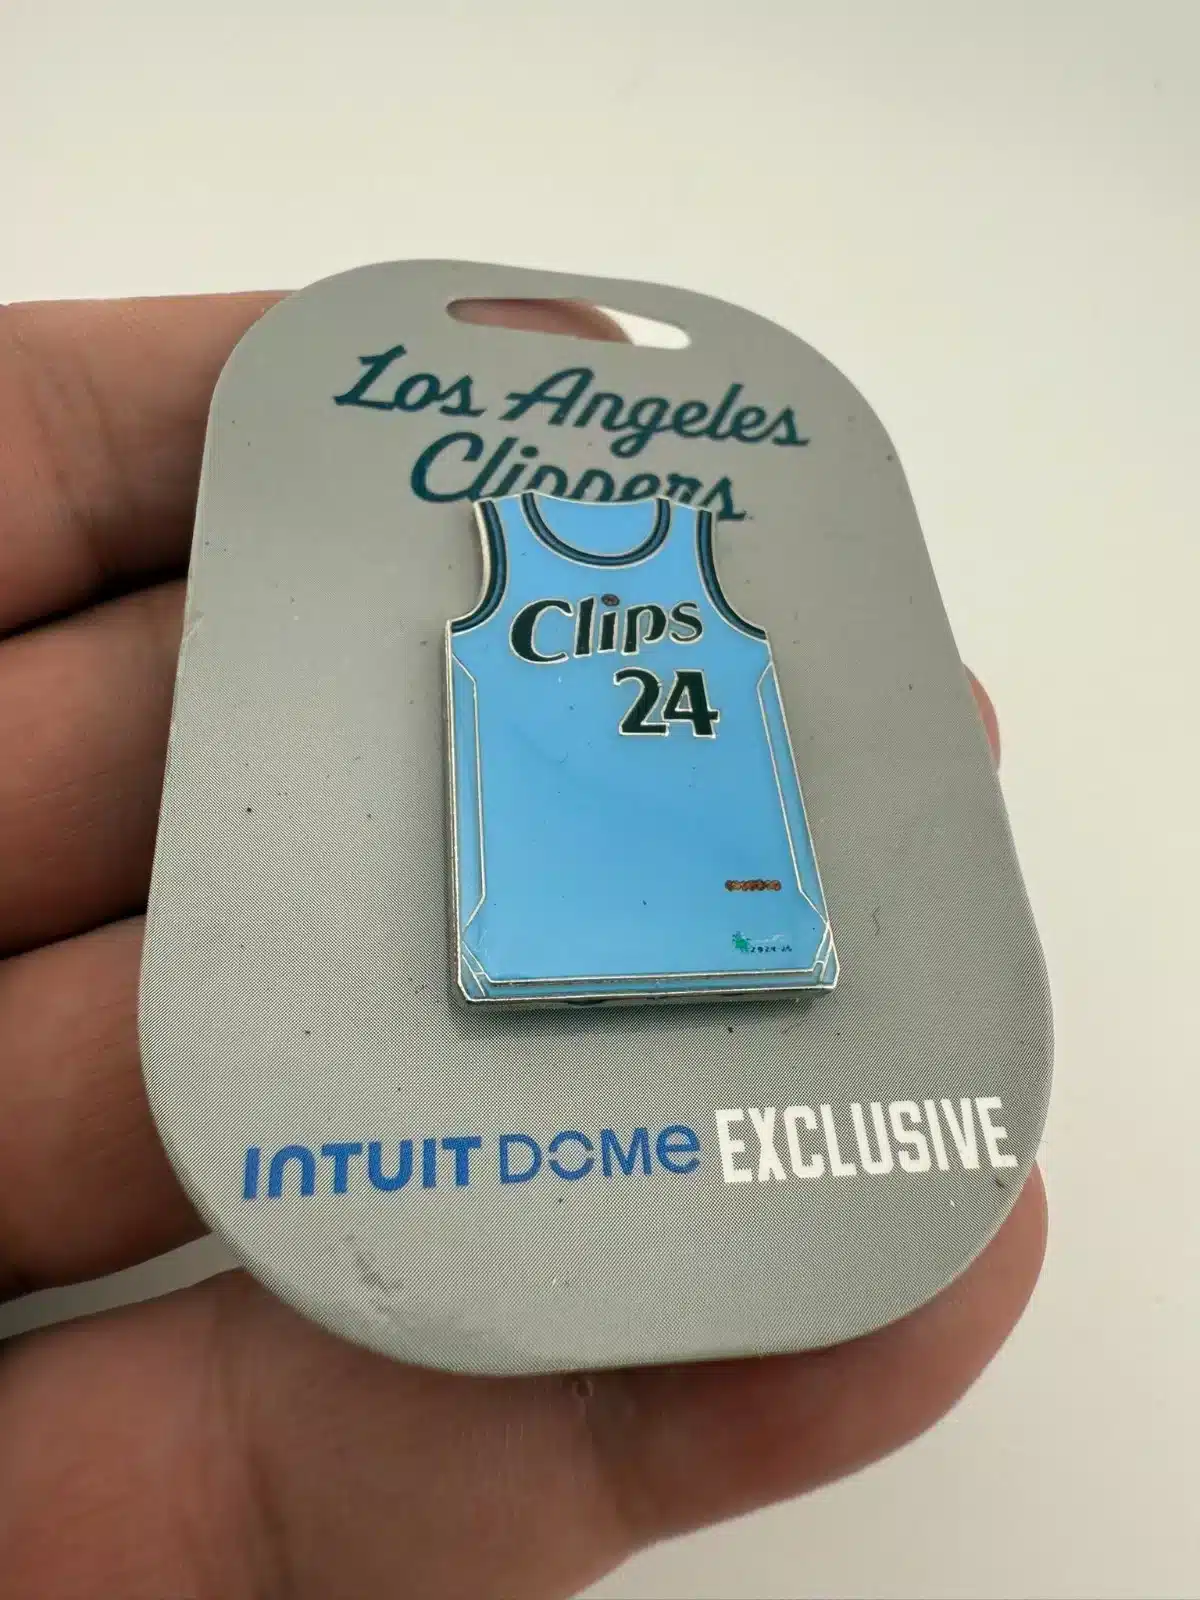 Los Angeles
Clippers
Clips
24
INTUIT DOME EXCLUSIVE